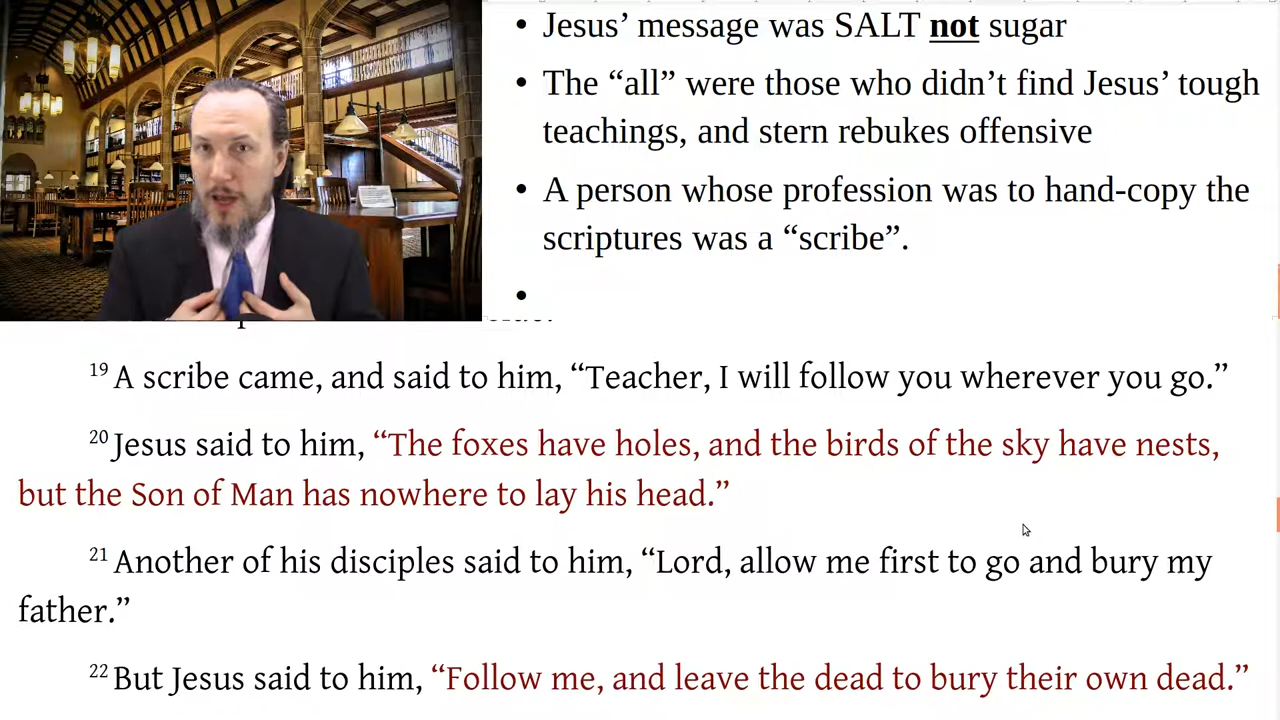 • Jesus’ message was SALT not sugar
• The “all” were those who didn’t find Jesus’ tough
teachings, and stern rebukes offensive
• A person whose profession was to hand-copy the
scriptures was a “scribe”.
•
19 A scribe came, and said to him, “Teacher, I will follow you wherever you go.”
20 Jesus said to him, “The foxes have holes, and the birds of the sky have nests,
but the Son of Man has nowhere to lay his head.”
21 Another of his disciples said to him, “Lord, allow me first to go and bury my
father.”
22 But Jesus said to him, “Follow me, and leave the dead to bury their own dead.”